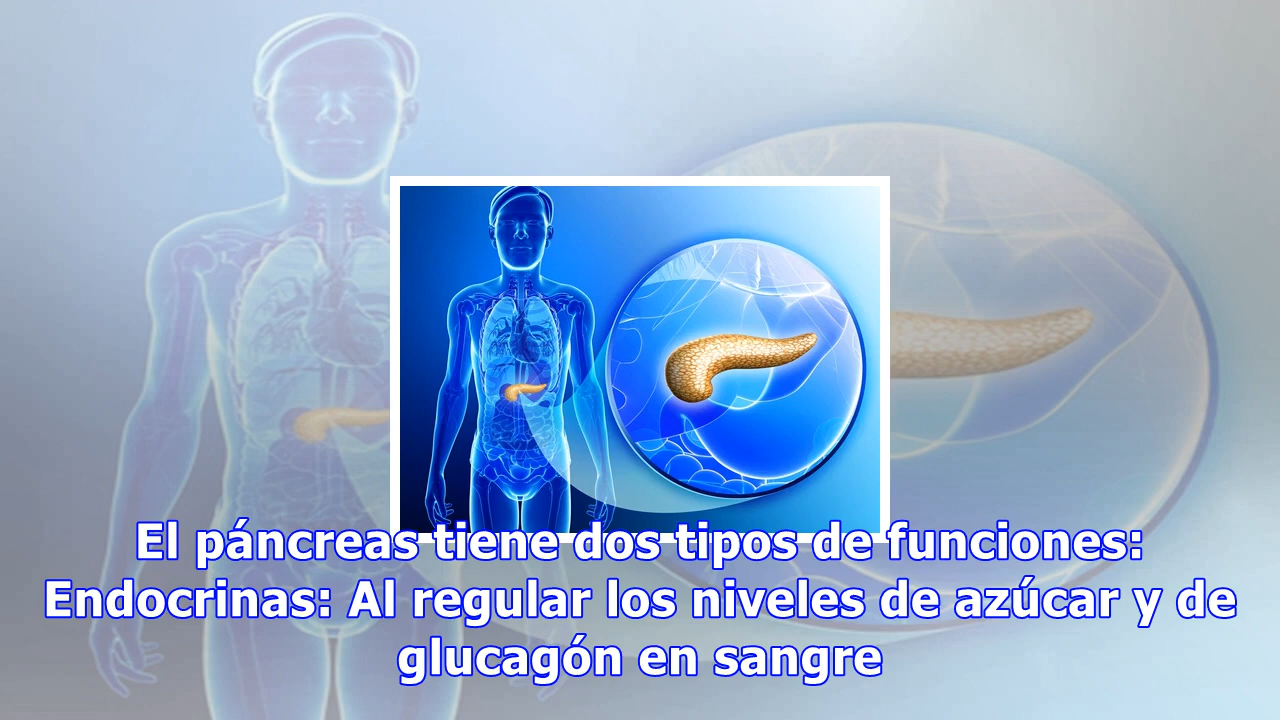 El páncreas tiene dos tipos de funciones:
Endocrinas: Al regular los niveles de azúcar y de
glucagón en sangre